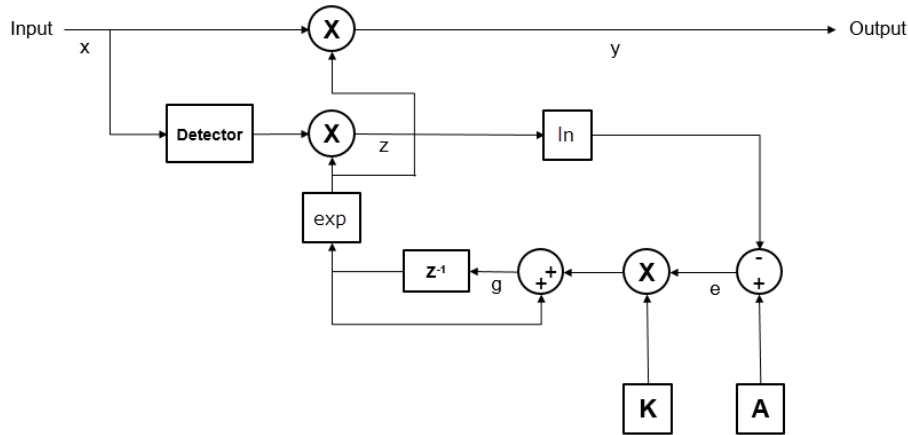 Input
x
X
y
Output
Detector
X
z
ln
exp
z-1
g
+
+
X
e
-
+
K
A